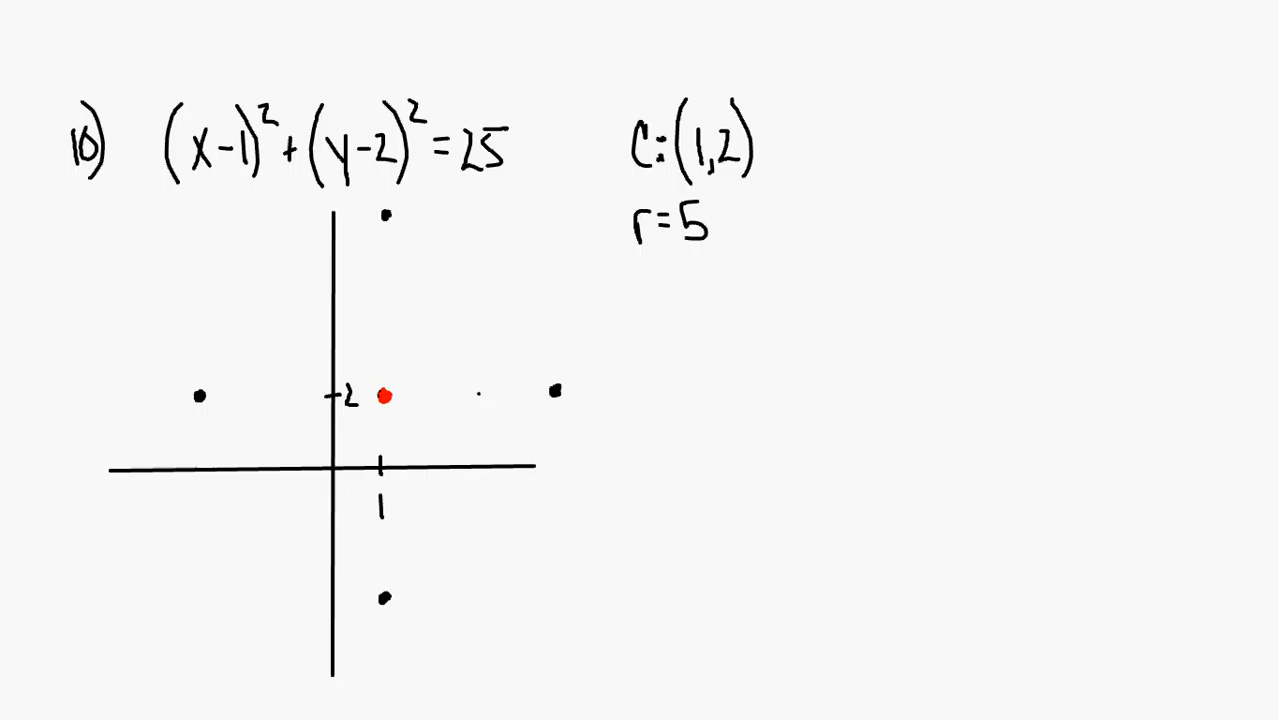 10) (x-1)² + (y-2)² = 25
C: (1,2)
r = 5
2
1